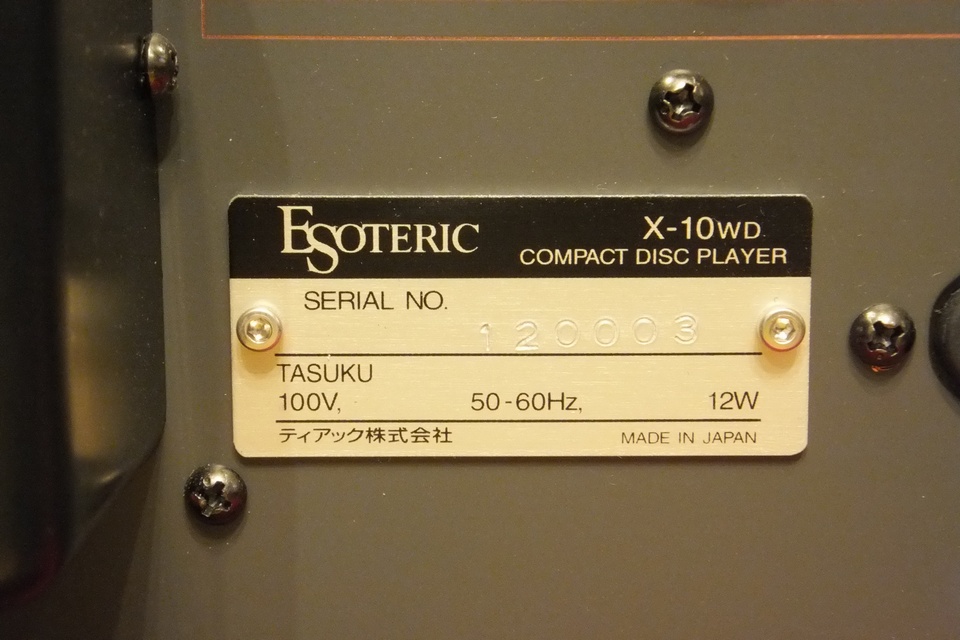 ESOTERIC
X-10WD
COMPACT DISC PLAYER
SERIAL NO.
120003
TASUKU
100V, 50-60Hz, 12W
ティアック株式会社
MADE IN JAPAN